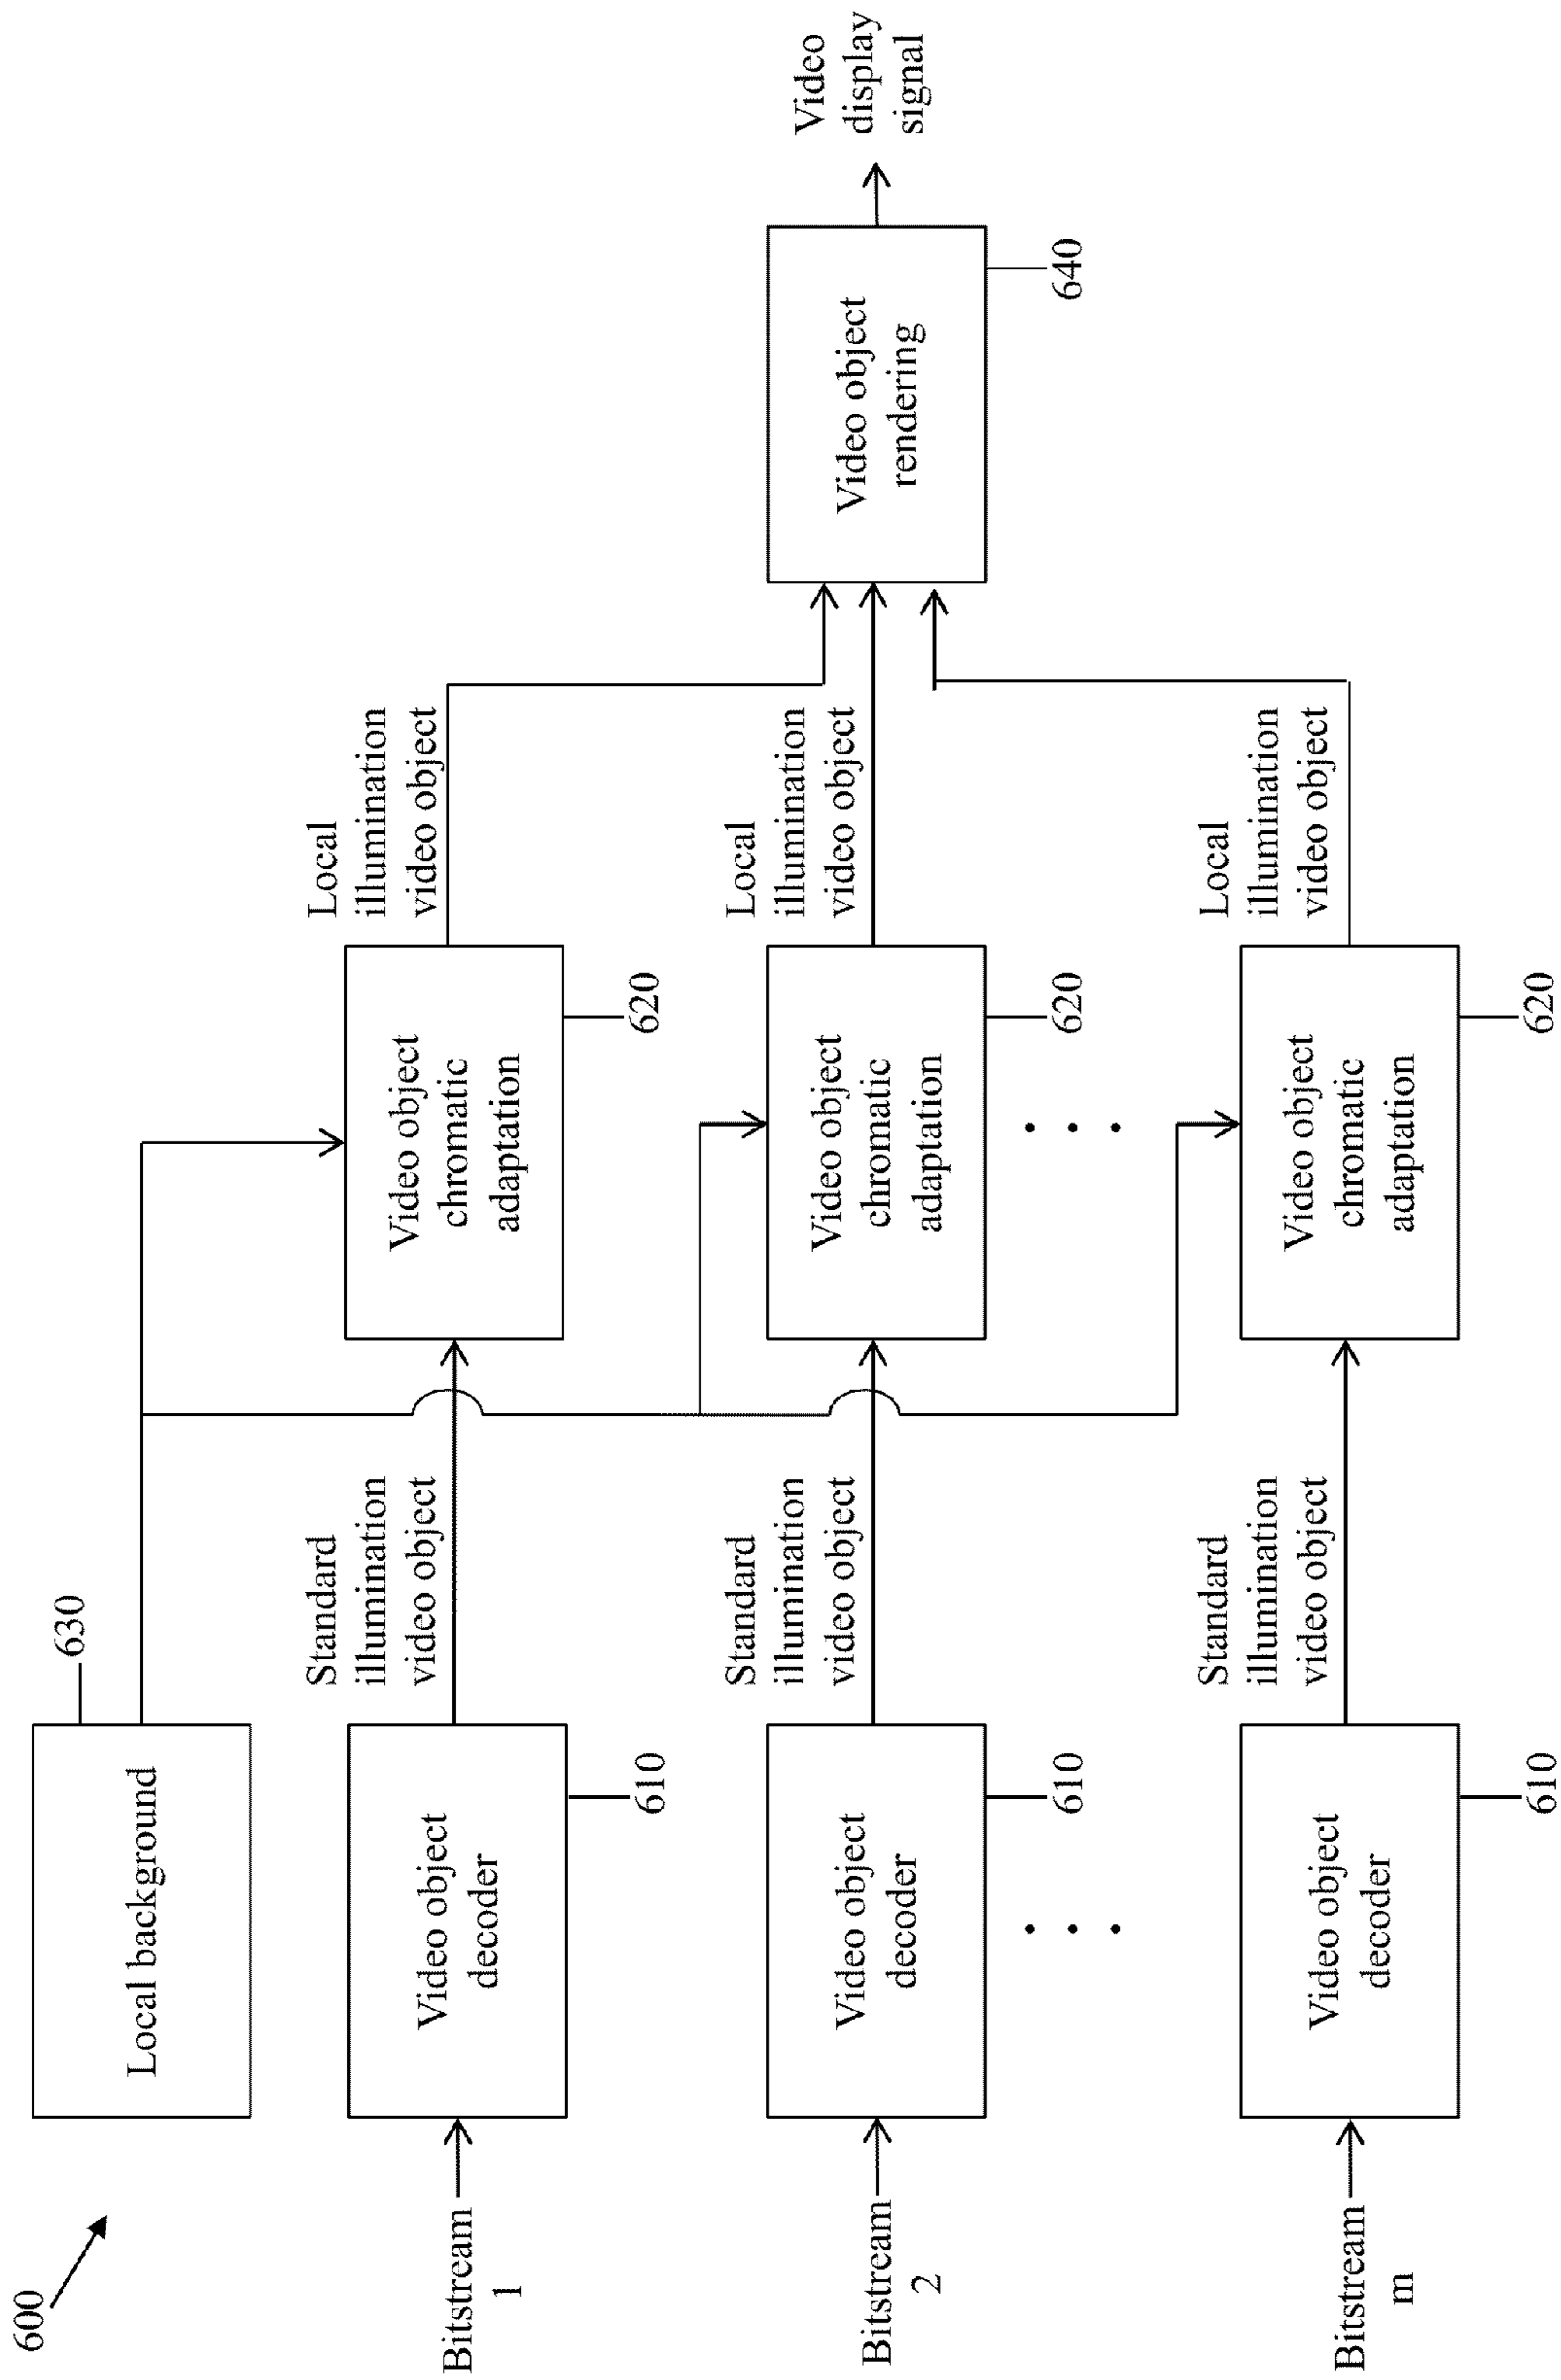 600
Local background
630
Bitstream
1
Video object
decoder
610
Standard
illumination
video object
Video object
chromatic
adaptation
620
Local
illumination
video object
Bitstream
2
Video object
decoder
610
Standard
illumination
video object
Video object
chromatic
adaptation
620
Local
illumination
video object
Video object
rendering
640
Video
display
signal
Bitstream
m
Video object
decoder
610
Standard
illumination
video object
Video object
chromatic
adaptation
620
Local
illumination
video object